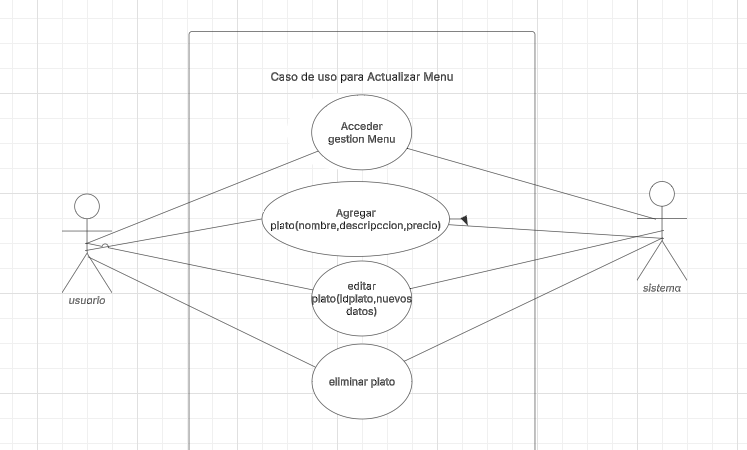 Caso de uso para Actualizar Menu
Acceder
gestion Menu
Agregar
plato(nombre,descripccion,precio)
editar
plato(idplato,nuevos
datos)
eliminar plato
usuario
sistema